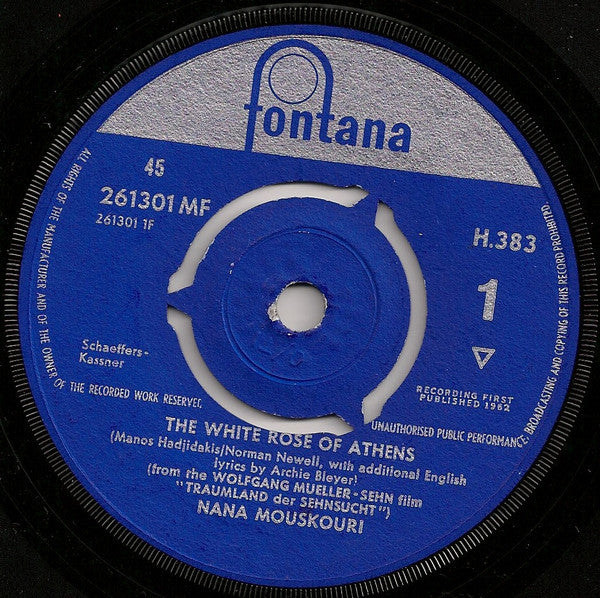 fontana
45
261301 MF
261301 1F
H.383
1
Schaeffers-
Kassner
RECORDING FIRST
PUBLISHED 1962
THE WHITE ROSE OF ATHENS
(Manos Hadjidakis/Norman Newell, with additional English
lyrics by Archie Bleyer)
(from the WOLFGANG MUELLER-SEHN film
"TRAUMLAND der SEHNSUCHT")
NANA MOUSKOURI
ALL RIGHTS OF THE MANUFACTURER AND OF THE OWNER OF THE RECORDED WORK RESERVED.
UNAUTHORISED PUBLIC PERFORMANCE, BROADCASTING AND COPYING OF THIS RECORD PROHIBITED.